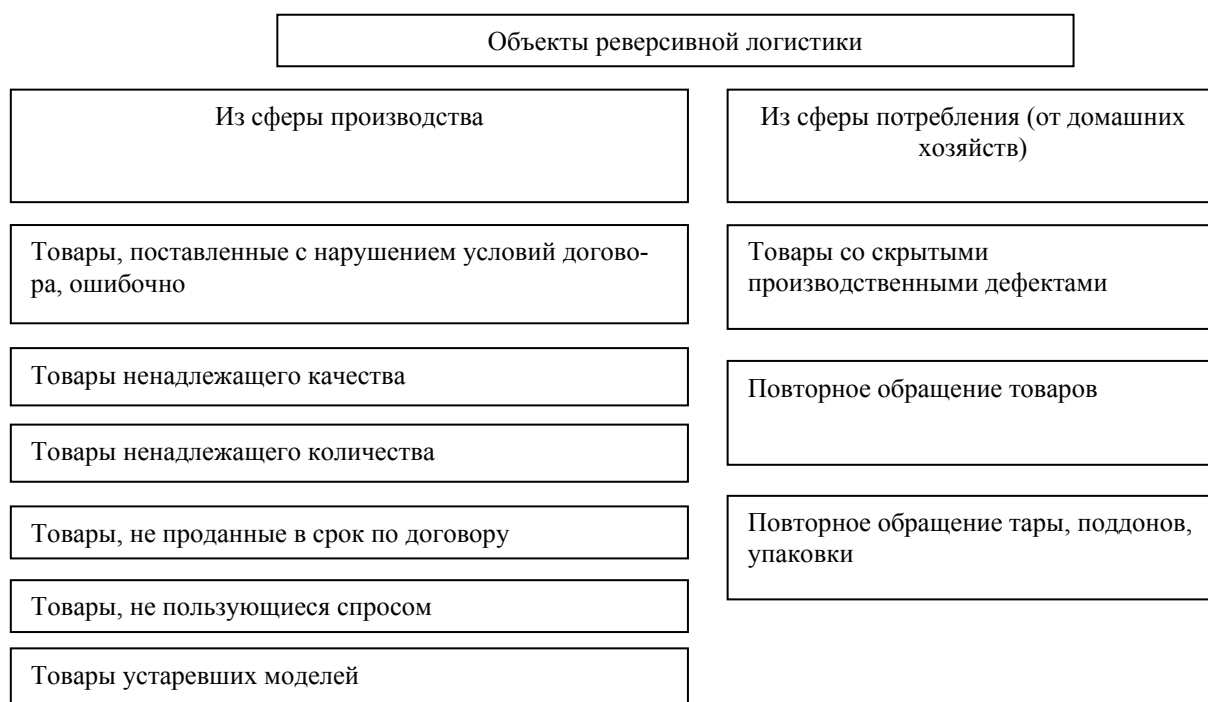 Объекты реверсивной логистики
Из сферы производства
Товары, поставленные с нарушением условий догово-
ра, ошибочно
Товары ненадлежащего качества
Товары ненадлежащего количества
Товары, не проданные в срок по договору
Товары, не пользующиеся спросом
Товары устаревших моделей
Из сферы потребления (от домашних
хозяйств)
Товары со скрытыми
производственными дефектами
Повторное обращение товаров
Повторное обращение тары, поддонов,
упаковки